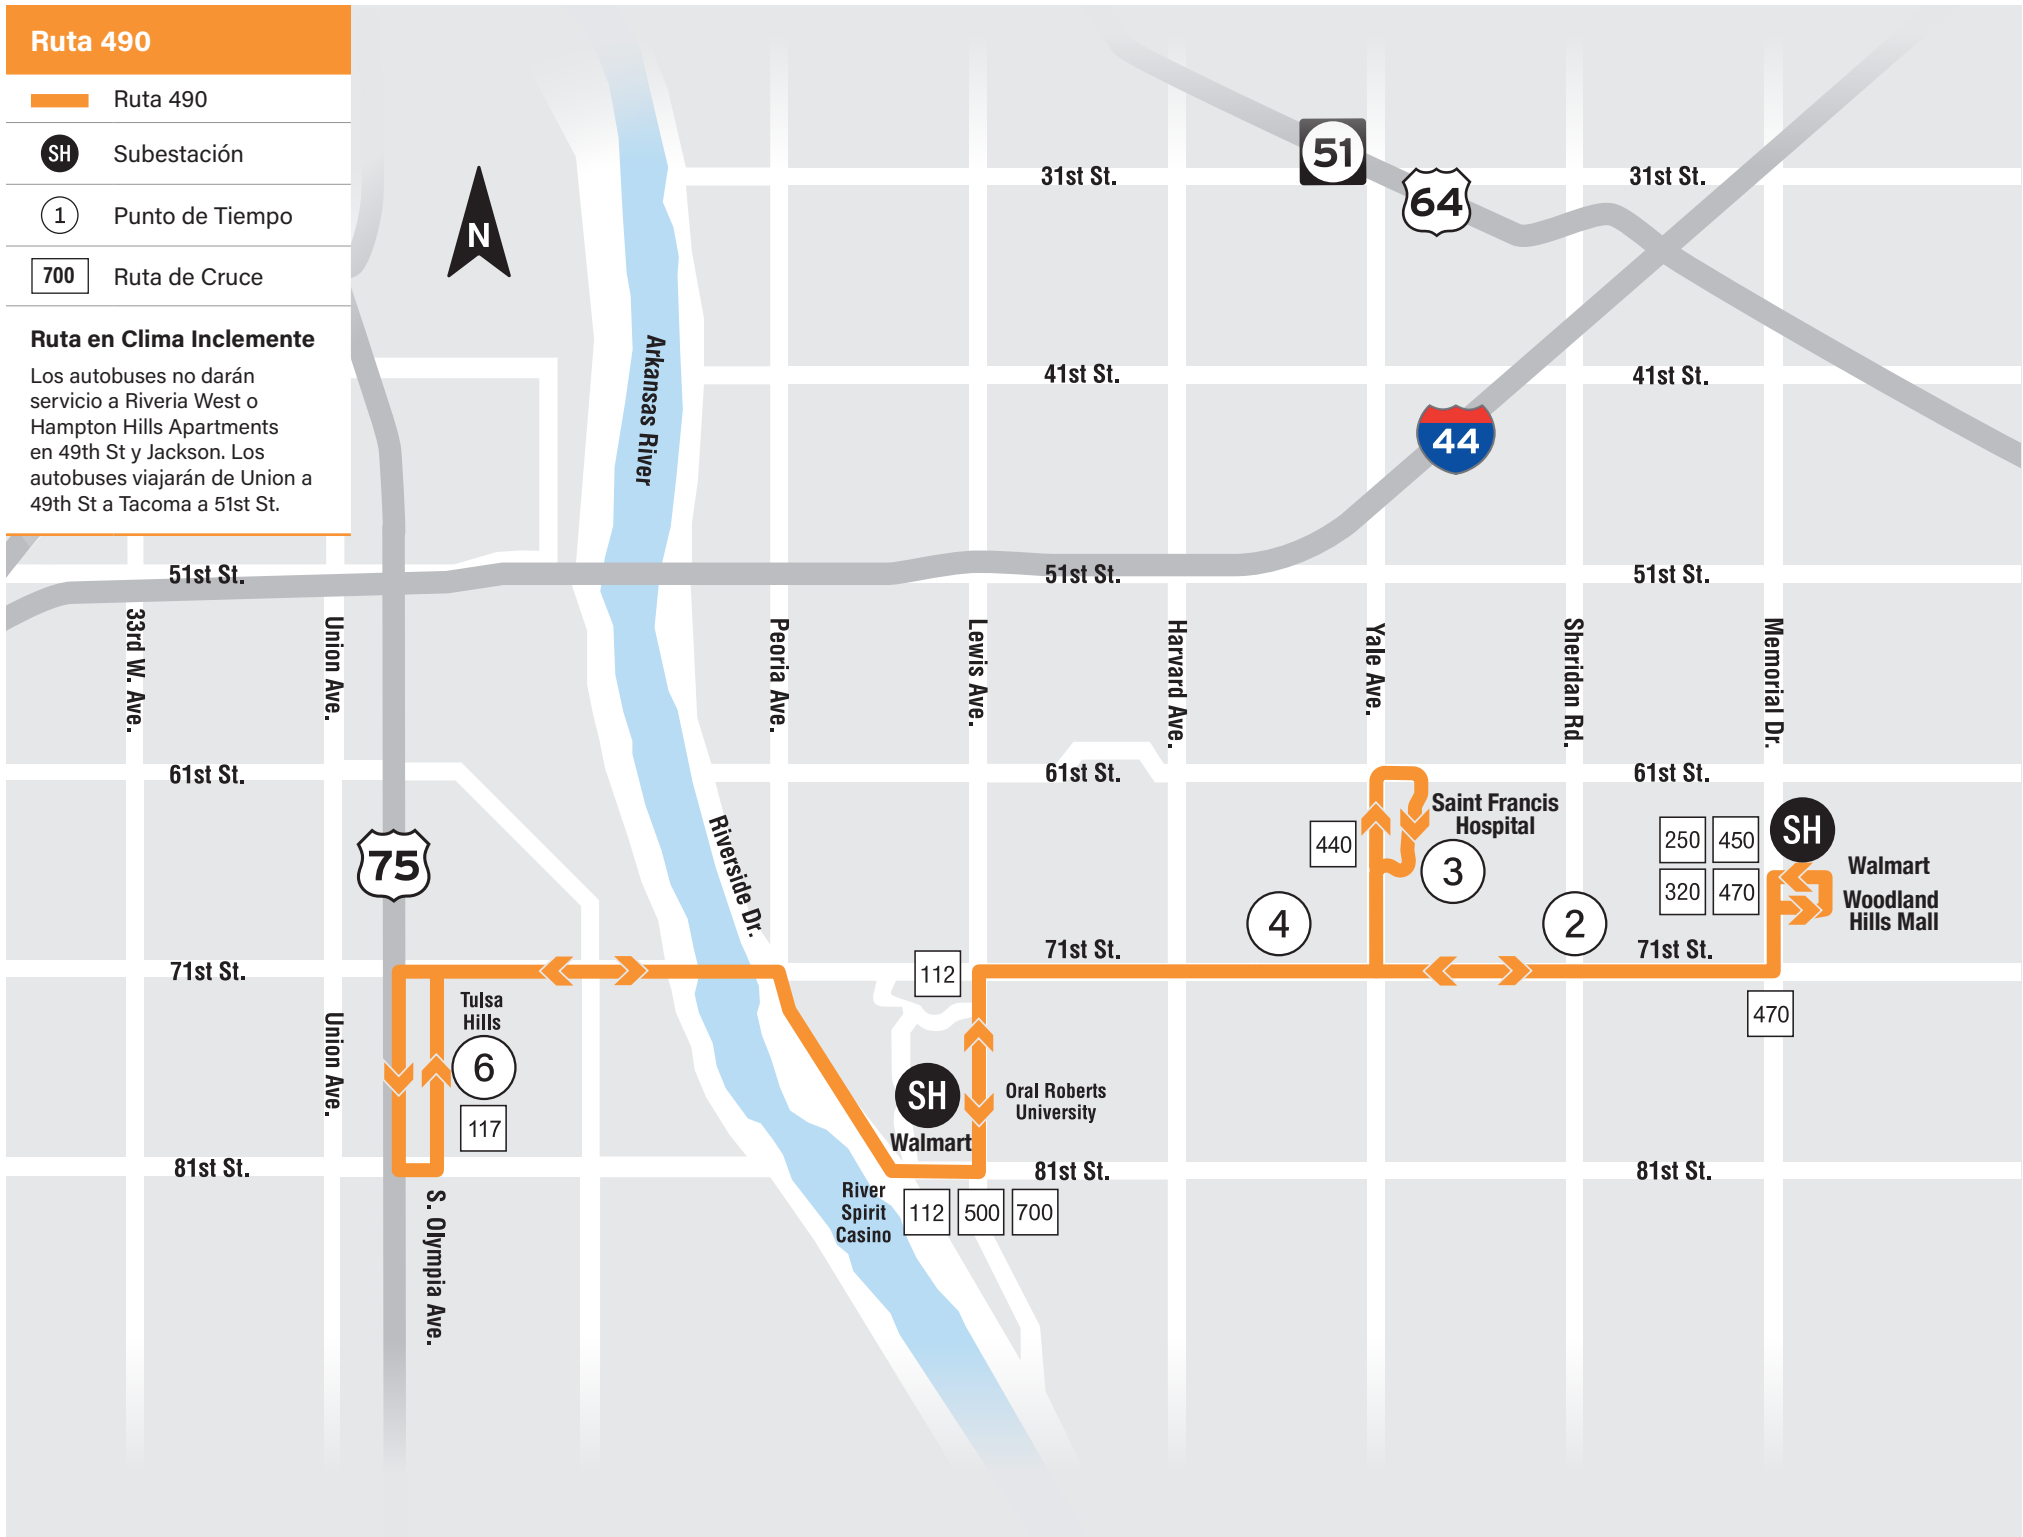 Ruta 490
Ruta 490
SH Subestación
1 Punto de Tiempo
700 Ruta de Cruce
Ruta en Clima Inclemente
Los autobuses no darán
servicio a Riveria West o
Hampton Hills Apartments
en 49th St y Jackson. Los
autobuses viajarán de Union a
49th St a Tacoma a 51st St.
N
51
64
31st St.
31st St.
Arkansas River
41st St.
41st St.
44
51st St.
51st St.
51st St.
33rd W. Ave.
Union Ave.
Peoria Ave.
Lewis Ave.
Harvard Ave.
Yale Ave.
Sheridan Rd.
Memorial Dr.
61st St.
61st St.
61st St.
75
Riverside Dr.
440
Saint Francis
Hospital
3
4
2
250
450
320
470
SH
Walmart
Woodland
Hills Mall
71st St.
71st St.
71st St.
112
470
Union Ave.
Tulsa
Hills
6
117
SH
Walmart
Oral Roberts
University
81st St.
81st St.
81st St.
S. Olympia Ave.
River
Spirit
Casino
112
500
700